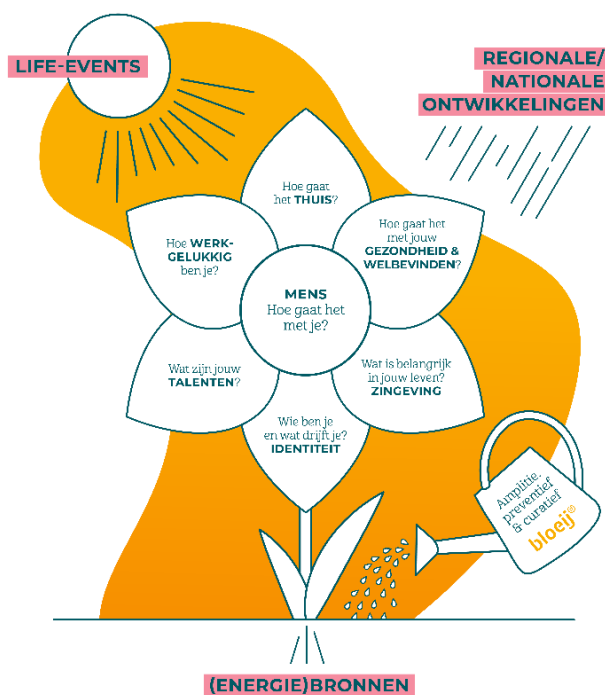 LIFE-EVENTS
REGIONALE/
NATIONALE
ONTWIKKELINGEN
Hoe gaat
het THUIS?
Hoe gaat het
met jouw
GEZONDHEID &
WELBEVINDEN?
Hoe WERK-
GELUKKIG
ben je?
MENS
Hoe gaat het
met je?
Wat zijn jouw
TALENTEN?
Wat is belangrijk
in jouw leven?
ZINGEVING
Wie ben je
en wat drijft je?
IDENTITEIT
Amplitie,
preventief
& curatief
bloeij®
(ENERGIE)BRONNEN